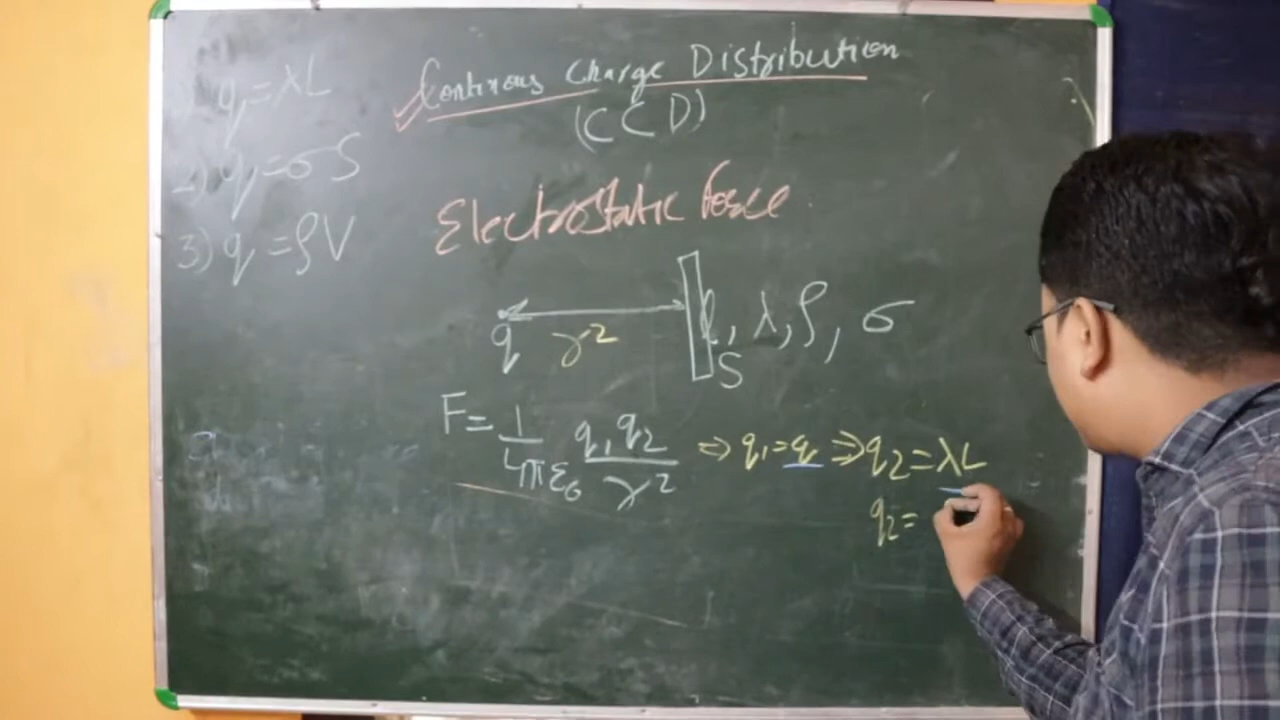 1) q=λL
2) q=σS
3) q=ρV
Continous Charge Distribution
(CCD)
Electrostatic Force
q r² l, λ, ρ, σ
S
F= 1/4πε₀ q₁q₂/r² ⇒ q₁=q ⇒ q₂=λL
q₂=